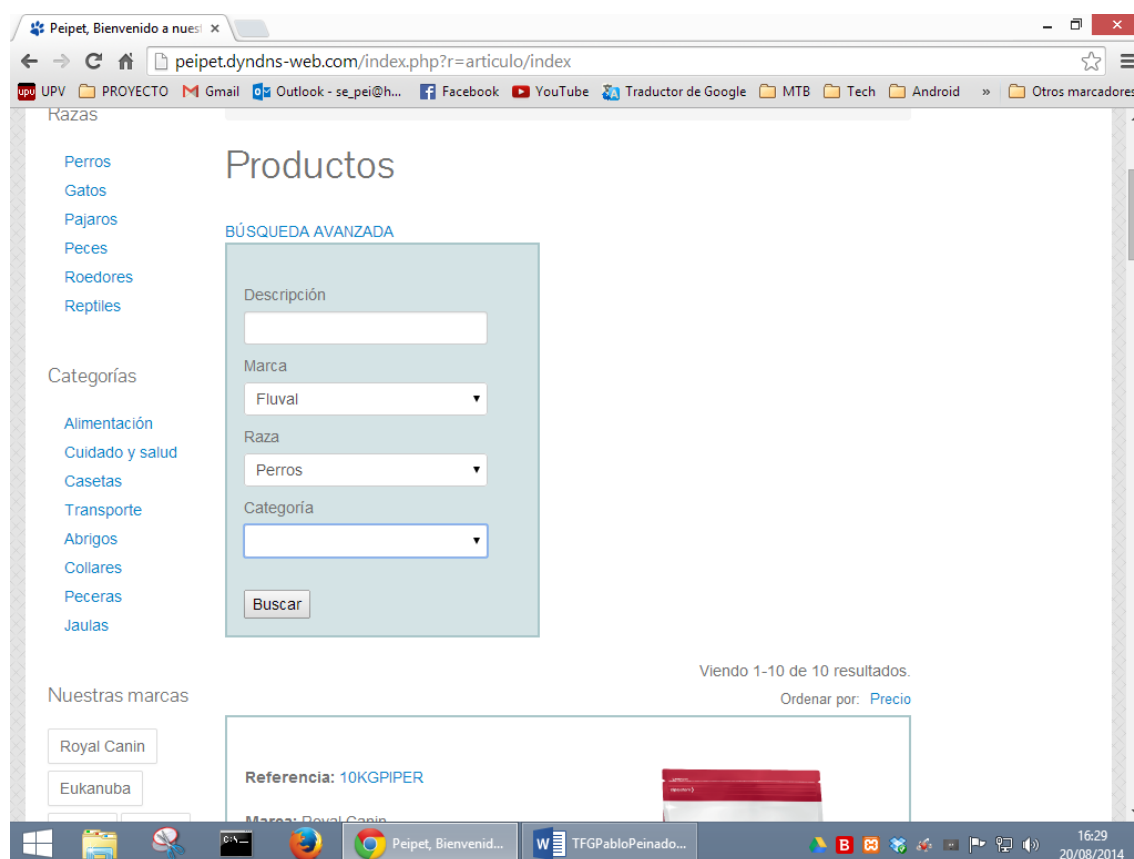 Peipet, Bienvenido a nuest
peipet.dyndns-web.com/index.php?r=articulo/index
UPV PROYECTO Gmail Outlook - se_pei@h... Facebook YouTube Traductor de Google MTB Tech Android » Otros marcadores
Razas
Perros
Gatos
Pajaros
Peces
Roedores
Reptiles
Categorías
Alimentación
Cuidado y salud
Casetas
Transporte
Abrigos
Collares
Peceras
Jaulas
Nuestras marcas
Royal Canin
Eukanuba
Productos
BÚSQUEDA AVANZADA
Descripción
Marca
Fluval
Raza
Perros
Categoría
Buscar
Viendo 1-10 de 10 resultados.
Ordenar por: Precio
Referencia: 10KGPIPER
Marca: Royal Canin
Peipet, Bienvenid... TFGPabloPeinado...
16:29
20/08/2014